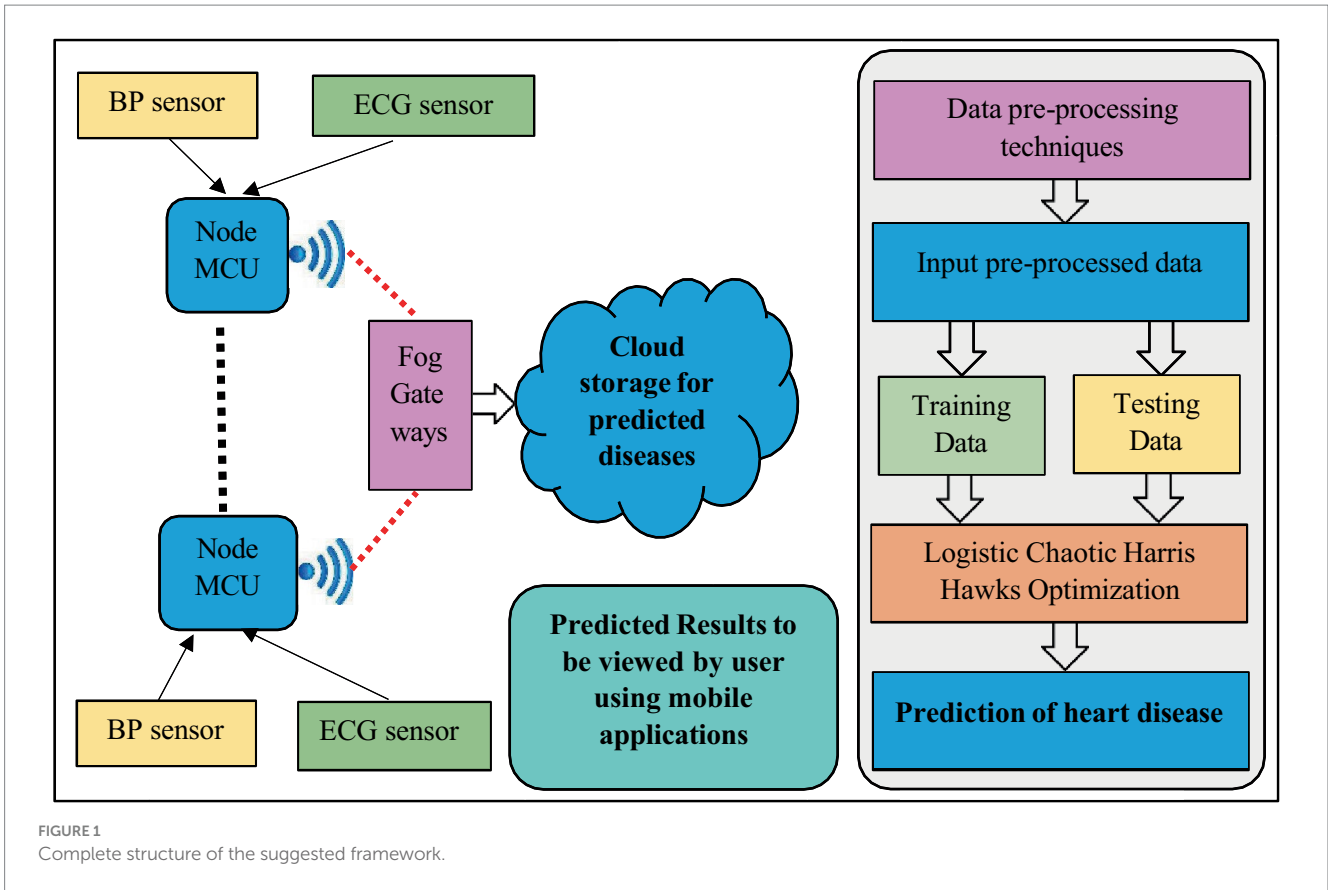 BP sensor
ECG sensor
Node
MCU
Fog
Gate
ways
Cloud
storage for
predicted
diseases
Node
MCU
BP sensor
ECG sensor
Predicted Results to
be viewed by user
using mobile
applications
Data pre-processing
techniques
Input pre-processed data
Training
Data
Testing
Data
Logistic Chaotic Harris
Hawks Optimization
Prediction of heart disease
FIGURE 1
Complete structure of the suggested framework.